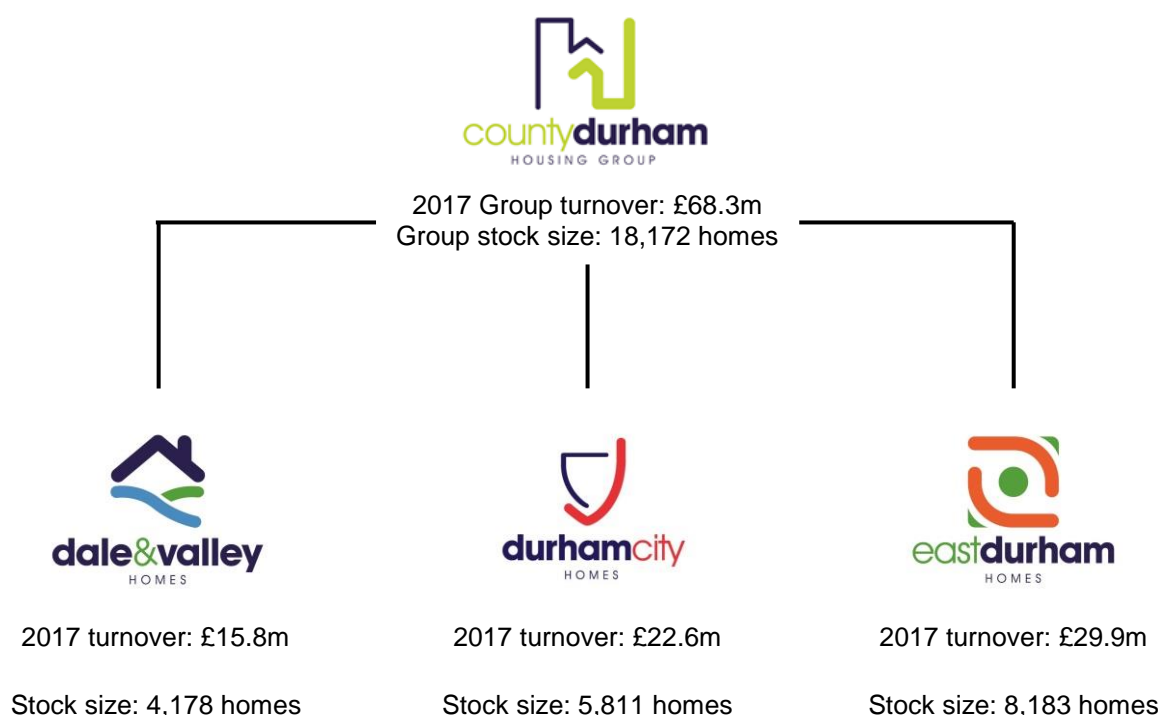 countydurham
HOUSING GROUP
2017 Group turnover: £68.3m
Group stock size: 18,172 homes
dale&valley
HOMES
2017 turnover: £15.8m
Stock size: 4,178 homes
durhamcity
HOMES
2017 turnover: £22.6m
Stock size: 5,811 homes
eastdurham
HOMES
2017 turnover: £29.9m
Stock size: 8,183 homes